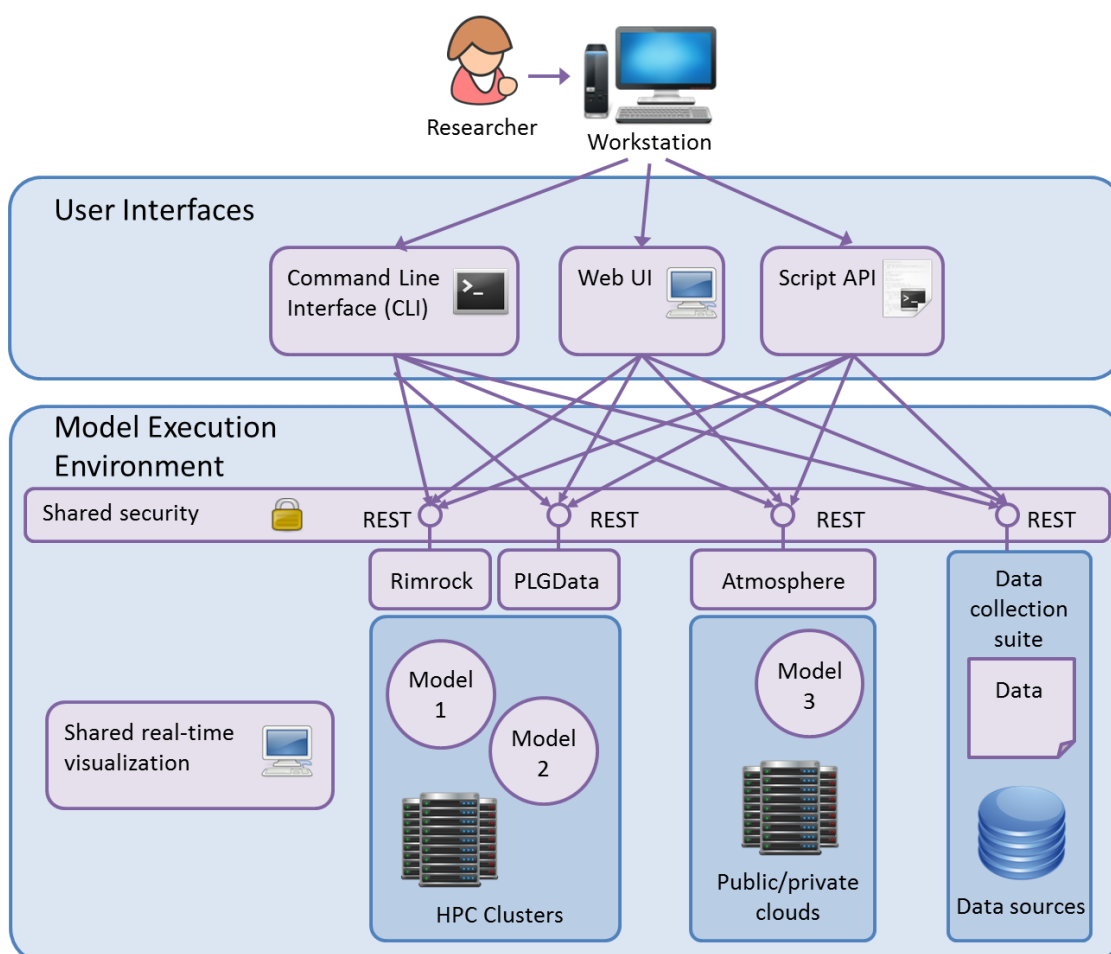 Researcher
Workstation
User Interfaces
Command Line
Interface (CLI)
Web UI
Script API
Model Execution
Environment
Shared security
REST
REST
REST
REST
Rimrock
PLGData
Atmosphere
Data
collection
suite
Model
1
Model
2
Model
3
Data
Shared real-time
visualization
HPC Clusters
Public/private
clouds
Data sources